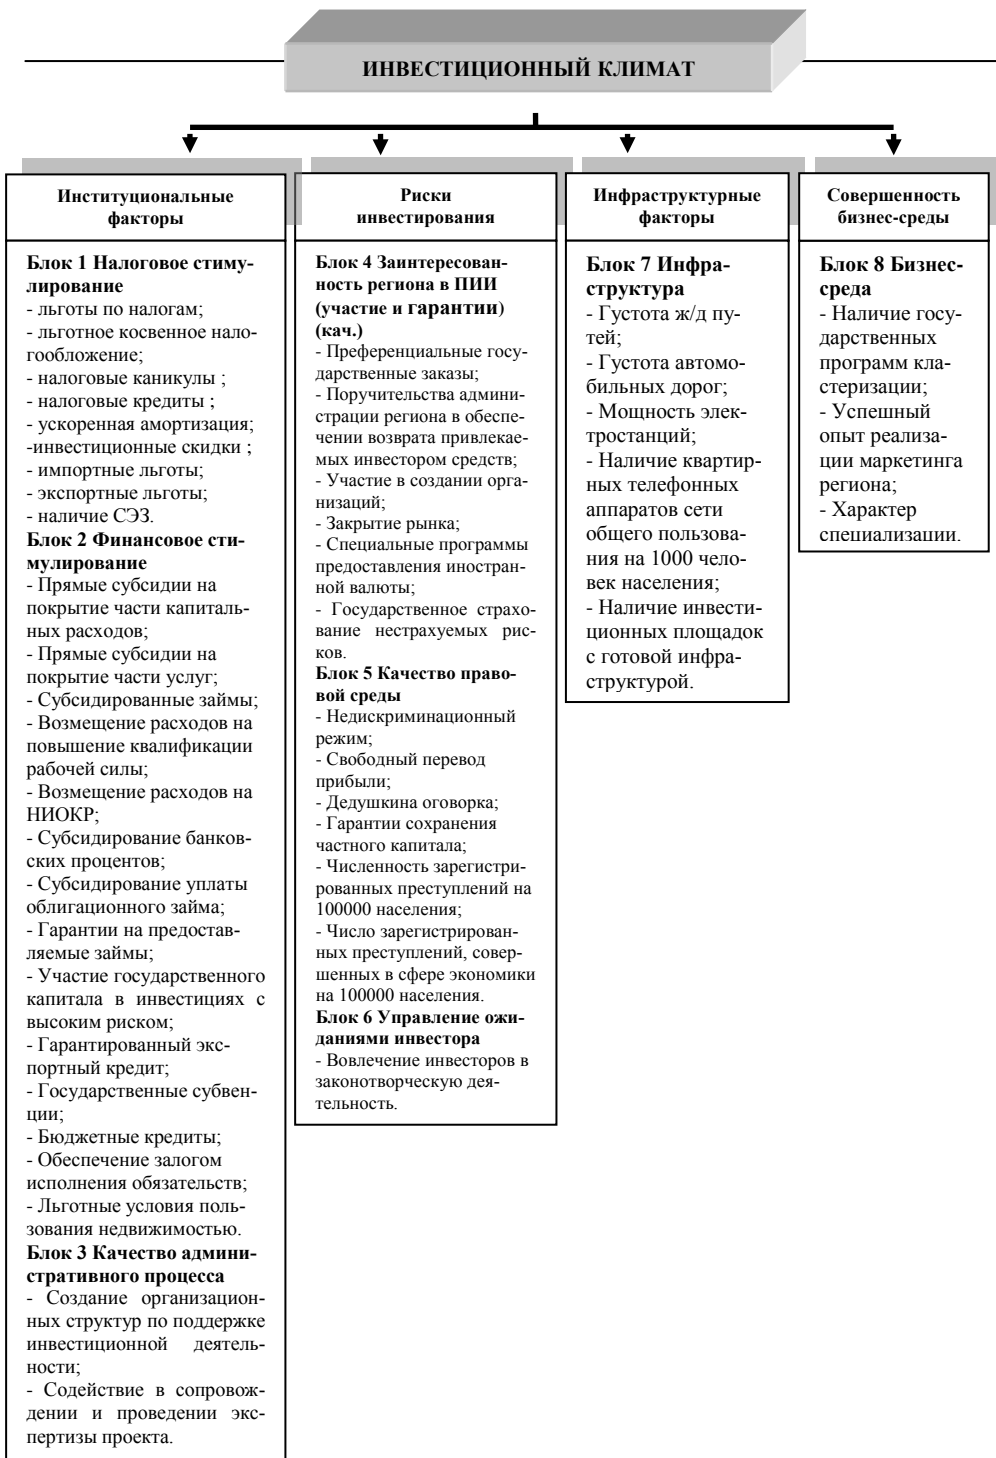 ИНВЕСТИЦИОННЫЙ КЛИМАТ
Институциональные
факторы
Блок 1 Налоговое стиму-
лирование
- льготы по налогам;
- льготное косвенное нало-
гообложение;
- налоговые каникулы ;
- налоговые кредиты ;
- ускоренная амортизация;
-инвестиционные скидки ;
- импортные льготы;
- экспортные льготы;
- наличие СЭЗ.
Блок 2 Финансовое сти-
мулирование
- Прямые субсидии на
покрытие части капиталь-
ных расходов;
- Прямые субсидии на
покрытие части услуг;
- Субсидированные займы;
- Возмещение расходов на
повышение квалификации
рабочей силы;
- Возмещение расходов на
НИОКР;
- Субсидирование банков-
ских процентов;
- Субсидирование уплаты
облигационного займа;
- Гарантии на предостав-
ляемые займы;
- Участие государственного
капитала в инвестициях с
высоким риском;
- Гарантированный экс-
портный кредит;
- Государственные субвен-
ции;
- Бюджетные кредиты;
- Обеспечение залогом
исполнения обязательств;
- Льготные условия поль-
зования недвижимостью.
Блок 3 Качество админи-
стративного процесса
- Создание организацион-
ных структур по поддержке
инвестиционной деятель-
ности;
- Содействие в сопровож-
дении и проведении экс-
пертизы проекта.
Риски
инвестирования
Блок 4 Заинтересован-
ность региона в ПИИ
(участие и гарантии)
(кач.)
- Преференциальные госу-
дарственные заказы;
- Поручительства админи-
страции региона в обеспе-
чении возврата привлекае-
мых инвестором средств;
- Участие в создании орга-
низаций;
- Закрытие рынка;
- Специальные программы
предоставления иностран-
ной валюты;
- Государственное страхо-
вание нестрахуемых рис-
ков.
Блок 5 Качество право-
вой среды
- Недискриминационный
режим;
- Свободный перевод
прибыли;
- Дедушкина оговорка;
- Гарантии сохранения
частного капитала;
- Численность зарегистри-
рованных преступлений на
100000 населения;
- Число зарегистрирован-
ных преступлений, совер-
шенных в сфере экономики
на 100000 населения.
Блок 6 Управление ожи-
даниями инвестора
- Вовлечение инвесторов в
законотворческую дея-
тельность.
Инфраструктурные
факторы
Блок 7 Инфра-
структура
- Густота ж/д пу-
тей;
- Густота автомо-
бильных дорог;
- Мощность элек-
тростанций;
- Наличие квартир-
ных телефонных
аппаратов сети
общего пользова-
ния на 1000 чело-
век населения;
- Наличие инвести-
ционных площадок
с готовой инфра-
структурой.
Совершенность
бизнес-среды
Блок 8 Бизнес-
среда
- Наличие госу-
дарственных
программ кла-
стеризации;
- Успешный
опыт реализа-
ции маркетинга
региона;
- Характер
специализации.